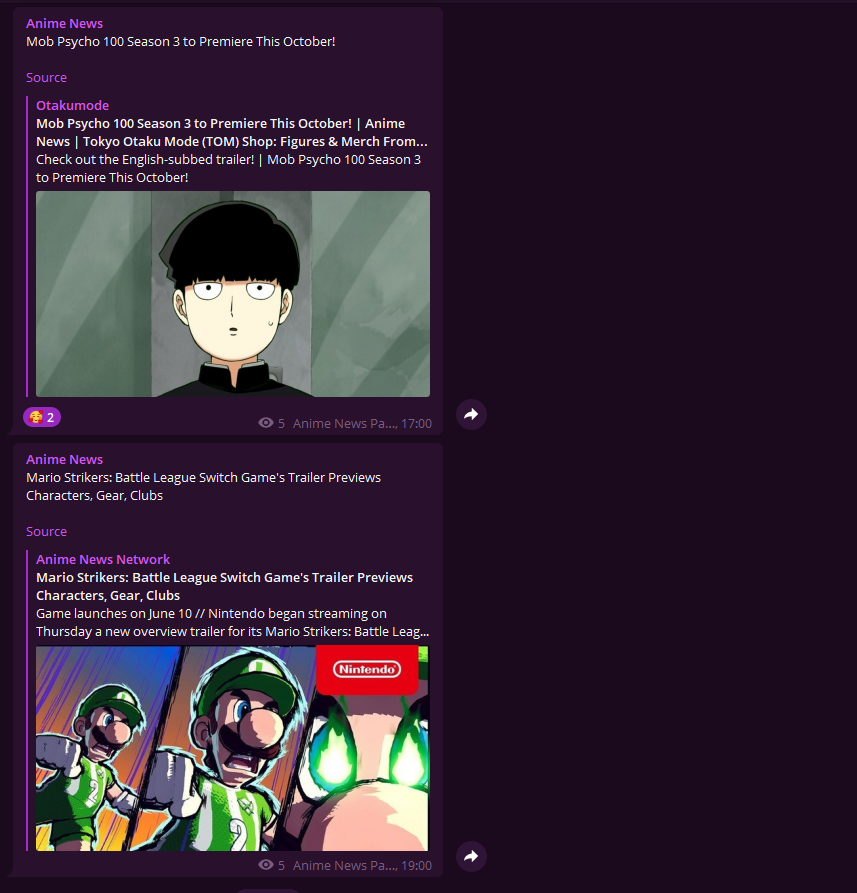 Anime News
Mob Psycho 100 Season 3 to Premiere This October!
Source
Otakumode
Mob Psycho 100 Season 3 to Premiere This October! | Anime
News | Tokyo Otaku Mode (TOM) Shop: Figures & Merch From...
Check out the English-subbed trailer! | Mob Psycho 100 Season 3
to Premiere This October!
2
5 Anime News Pa..., 17:00
Anime News
Mario Strikers: Battle League Switch Game's Trailer Previews
Characters, Gear, Clubs
Source
Anime News Network
Mario Strikers: Battle League Switch Game's Trailer Previews
Characters, Gear, Clubs
Game launches on June 10 // Nintendo began streaming on
Thursday a new overview trailer for its Mario Strikers: Battle Leag...
Nintendo
2
5 Anime News Pa..., 19:00